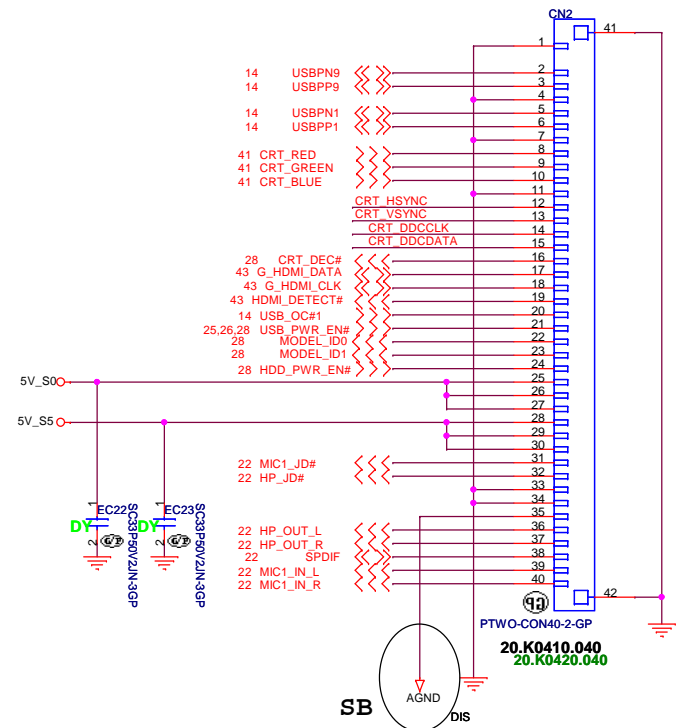 CN2
41
1
14 USBPN9 2
14 USBPP9 3
4
14 USBPN1 5
14 USBPP1 6
7
41 CRT_RED 8
41 CRT_GREEN 9
41 CRT_BLUE 10
11
CRT_HSYNC 12
CRT_VSYNC 13
CRT_DDCCLK 14
CRT_DDCDATA 15
28 CRT_DEC# 16
43 G_HDMI_DATA 17
43 G_HDMI_CLK 18
43 HDMI_DETECT# 19
14 USB_OC#1 20
25,26,28 USB_PWR_EN# 21
28 MODEL_ID0 22
28 MODEL_ID1 23
28 HDD_PWR_EN# 24
5V_S0 25
26
27
5V_S5 28
29
30
22 MIC1_JD# 31
22 HP_JD# 32
33
34
35
22 HP_OUT_L 36
22 HP_OUT_R 37
22 SPDIF 38
22 MIC1_IN_L 39
22 MIC1_IN_R 40
42
1 EC22
DY
2
SC33P50V2JN-3GP
1 EC23
DY
2
SC33P50V2JN-3GP
PTWO-CON40-2-GP
20.K0410.040
20.K0420.040
AGND
SB
DIS